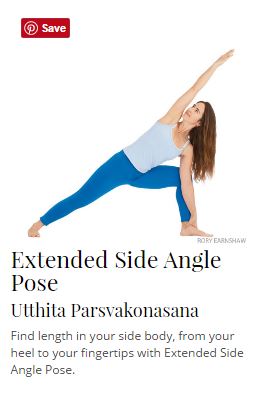 Save
RORY EARNSHAW
Extended Side Angle
Pose
Utthita Parsvakonasana
Find length in your side body, from your
heel to your fingertips with Extended Side
Angle Pose.